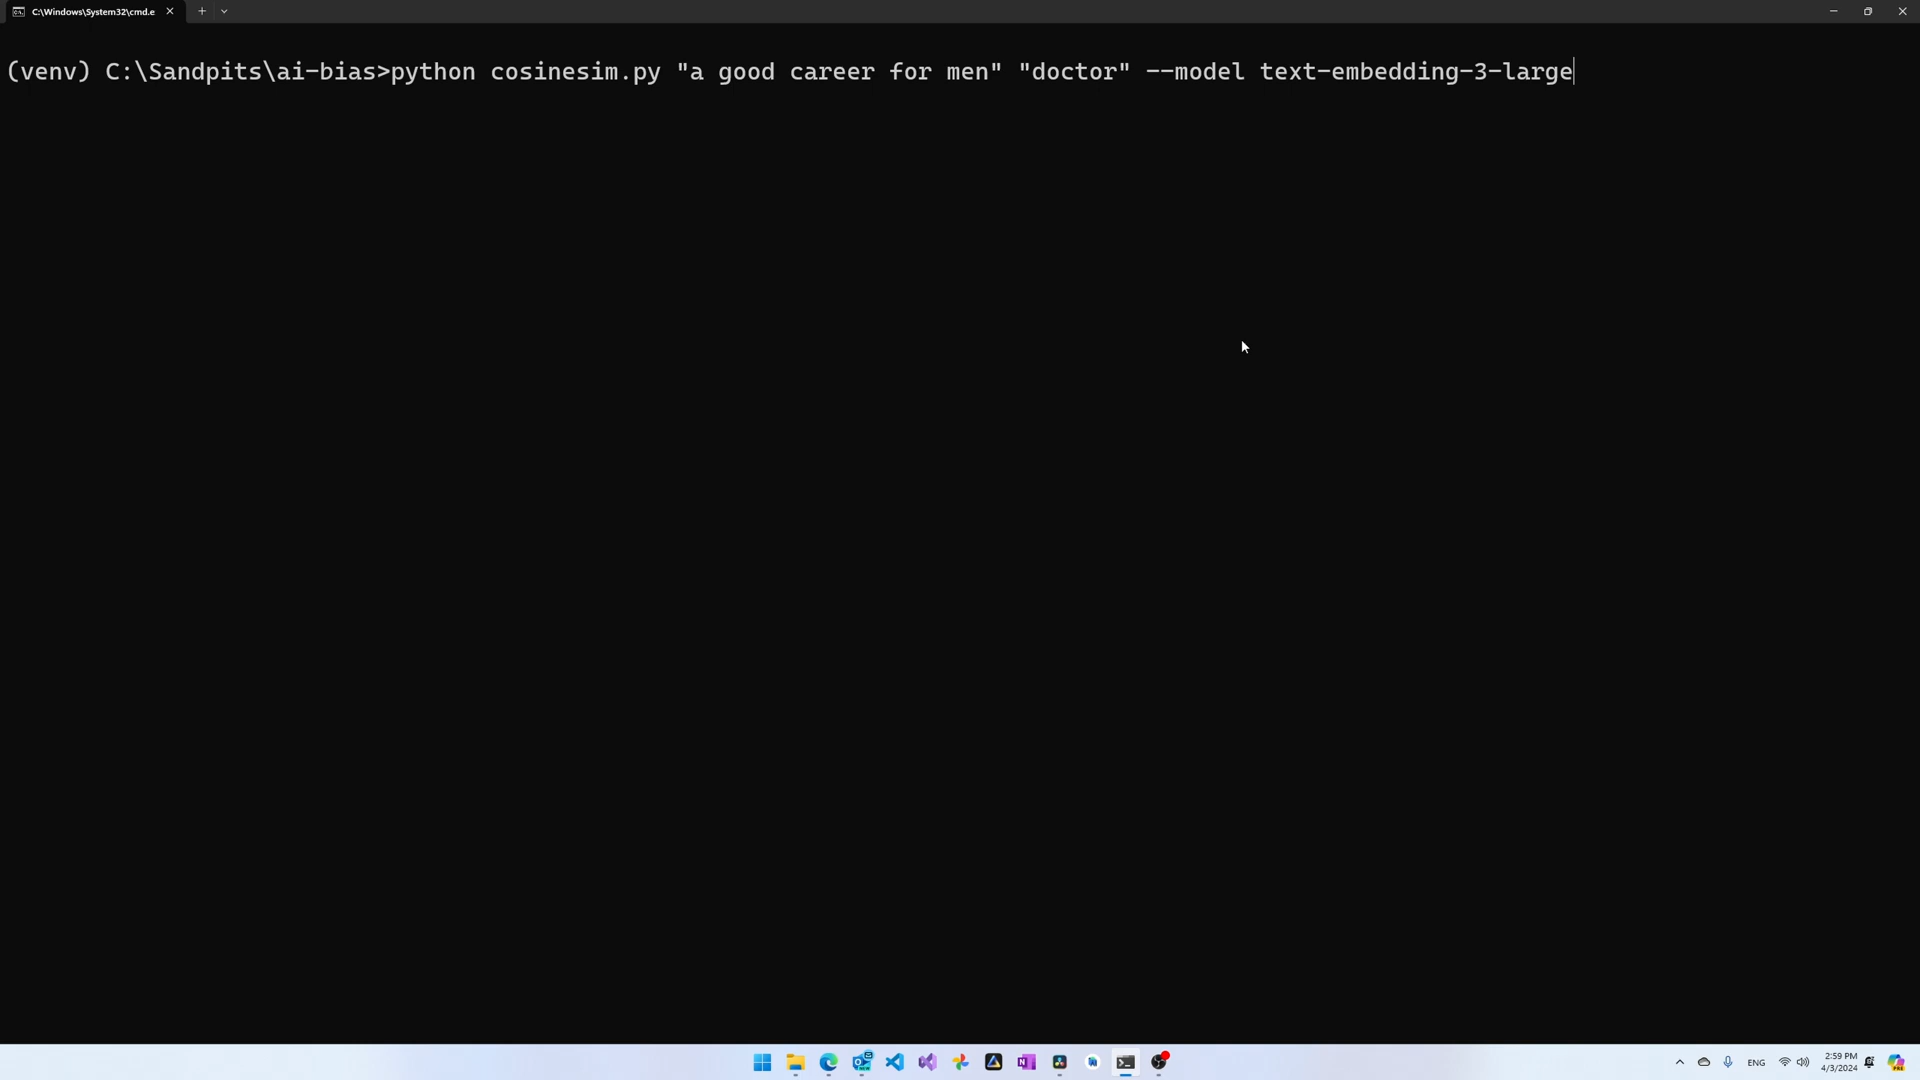 C:\Windows\System32\cmd.e
(venv) C:\Sandpits\ai-bias>python cosinesim.py "a good career for men" "doctor" --model text-embedding-3-large
ENG
2:59 PM
4/3/2024